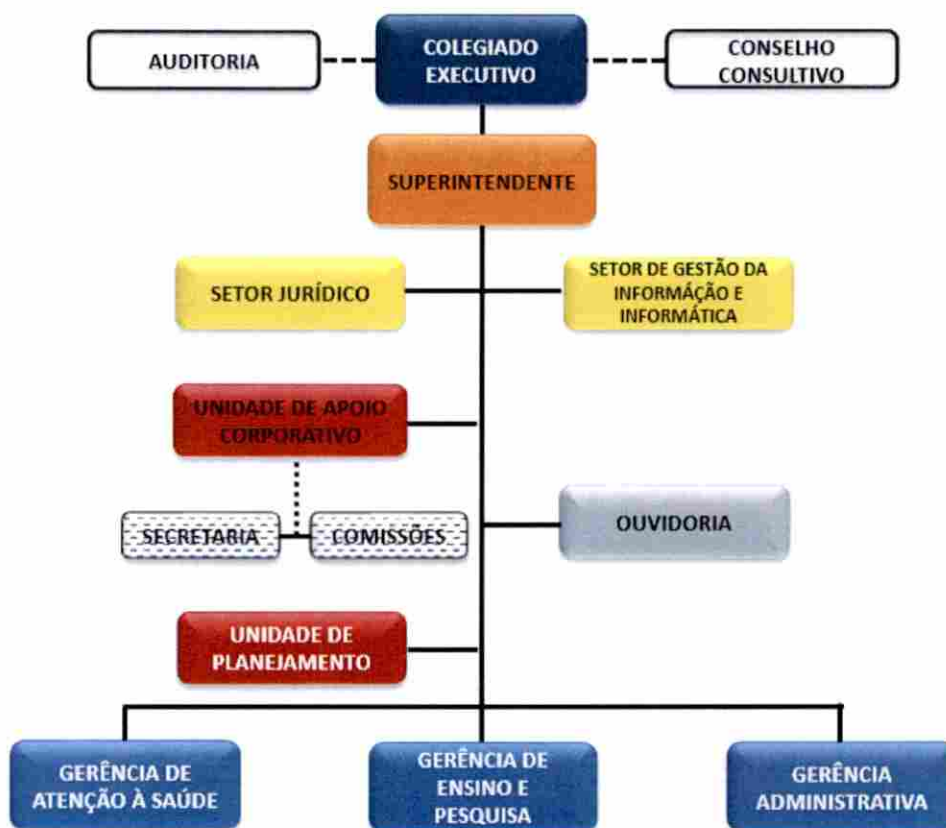 AUDITORIA
COLEGIADO
EXECUTIVO
CONSELHO
CONSULTIVO
SUPERINTENDENTE
SETOR JURÍDICO
SETOR DE GESTÃO DA
INFORMÁÇÃO E
INFORMÁTICA
UNIDADE DE APOIO
CORPORATIVO
SECRETARIA
COMISSÕES
OUVIDORIA
UNIDADE DE
PLANEJAMENTO
GERÊNCIA DE
ATENÇÃO À SAÚDE
GERÊNCIA DE
ENSINO E
PESQUISA
GERÊNCIA
ADMINISTRATIVA